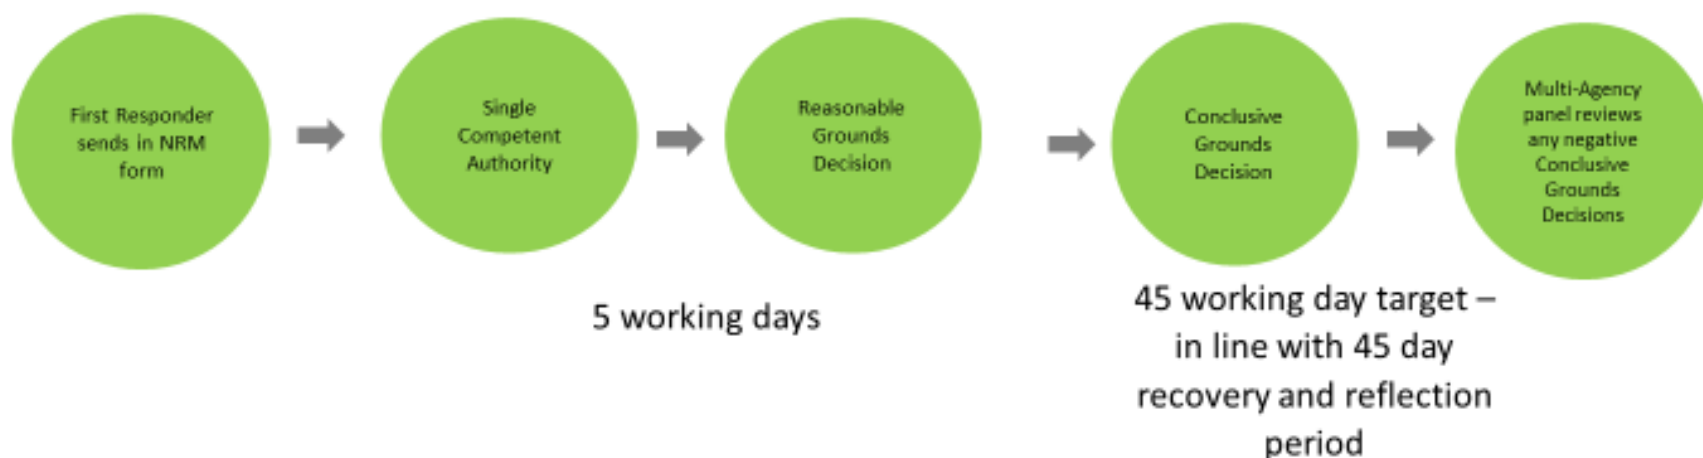 First Responder
sends in NRM
form
Single
Competent
Authority
Reasonable
Grounds
Decision
Conclusive
Grounds
Decision
Multi-Agency
panel reviews
any negative
Conclusive
Grounds
Decisions
5 working days
45 working day target –
in line with 45 day
recovery and reflection
period